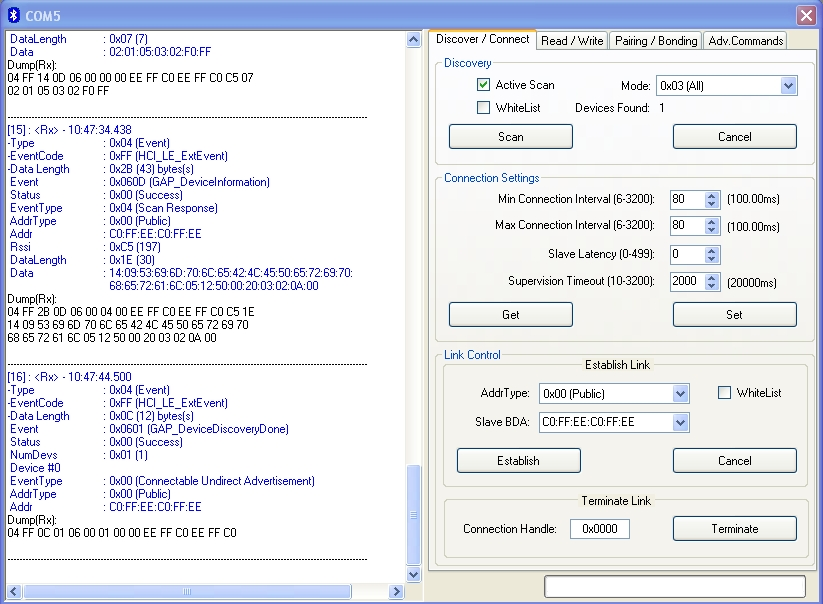 COM5
DataLength : 0x07 (7)
Data : 02:01:05:03:02:F0:FF
Dump(Rx):
04 FF 14 0D 06 00 00 00 EE FF C0 EE FF C0 C5 07
02 01 05 03 02 F0 FF
[15] : <Rx> - 10:47:34.438
-Type : 0x04 (Event)
-EventCode : 0xFF (HCI_LE_ExtEvent)
-Data Length : 0x2B (43) bytes(s)
Event : 0x060D (GAP_DeviceInformation)
Status : 0x00 (Success)
EventType : 0x04 (Scan Response)
AddrType : 0x00 (Public)
Addr : C0:FF:EE:C0:FF:EE
Rssi : 0xC5 (197)
DataLength : 0x1E (30)
Data : 14:09:53:69:6D:70:6C:65:42:4C:45:50:65:72:69:70:
68:65:72:61:6C:05:12:50:00:20:03:02:0A:00
Dump(Rx):
04 FF 2B 0D 06 00 04 00 EE FF C0 EE FF C0 C5 1E
14 09 53 69 6D 70 6C 65 42 4C 45 50 65 72 69 70
68 65 72 61 6C 05 12 50 00 20 03 02 0A 00
[16] : <Rx> - 10:47:44.500
-Type : 0x04 (Event)
-EventCode : 0xFF (HCI_LE_ExtEvent)
-Data Length : 0x0C (12) bytes(s)
Event : 0x0601 (GAP_DeviceDiscoveryDone)
Status : 0x00 (Success)
NumDevs : 0x01 (1)
Device #0
EventType : 0x00 (Connectable Undirect Advertisement)
AddrType : 0x00 (Public)
Addr : C0:FF:EE:C0:FF:EE
Dump(Rx):
04 FF 0C 01 06 00 01 00 00 EE FF C0 EE FF C0
Discover / Connect Read / Write Pairing / Bonding Adv.Commands
Discovery
Active Scan Mode: 0x03 (All)
WhiteList Devices Found: 1
Scan Cancel
Connection Settings
Min Connection Interval (6-3200): 80 (100.00ms)
Max Connection Interval (6-3200): 80 (100.00ms)
Slave Latency (0-499): 0
Supervision Timeout (10-3200): 2000 (20000ms)
Get Set
Link Control
Establish Link
AddrType: 0x00 (Public) WhiteList
Slave BDA: C0:FF:EE:C0:FF:EE
Establish Cancel
Terminate Link
Connection Handle: 0x0000 Terminate